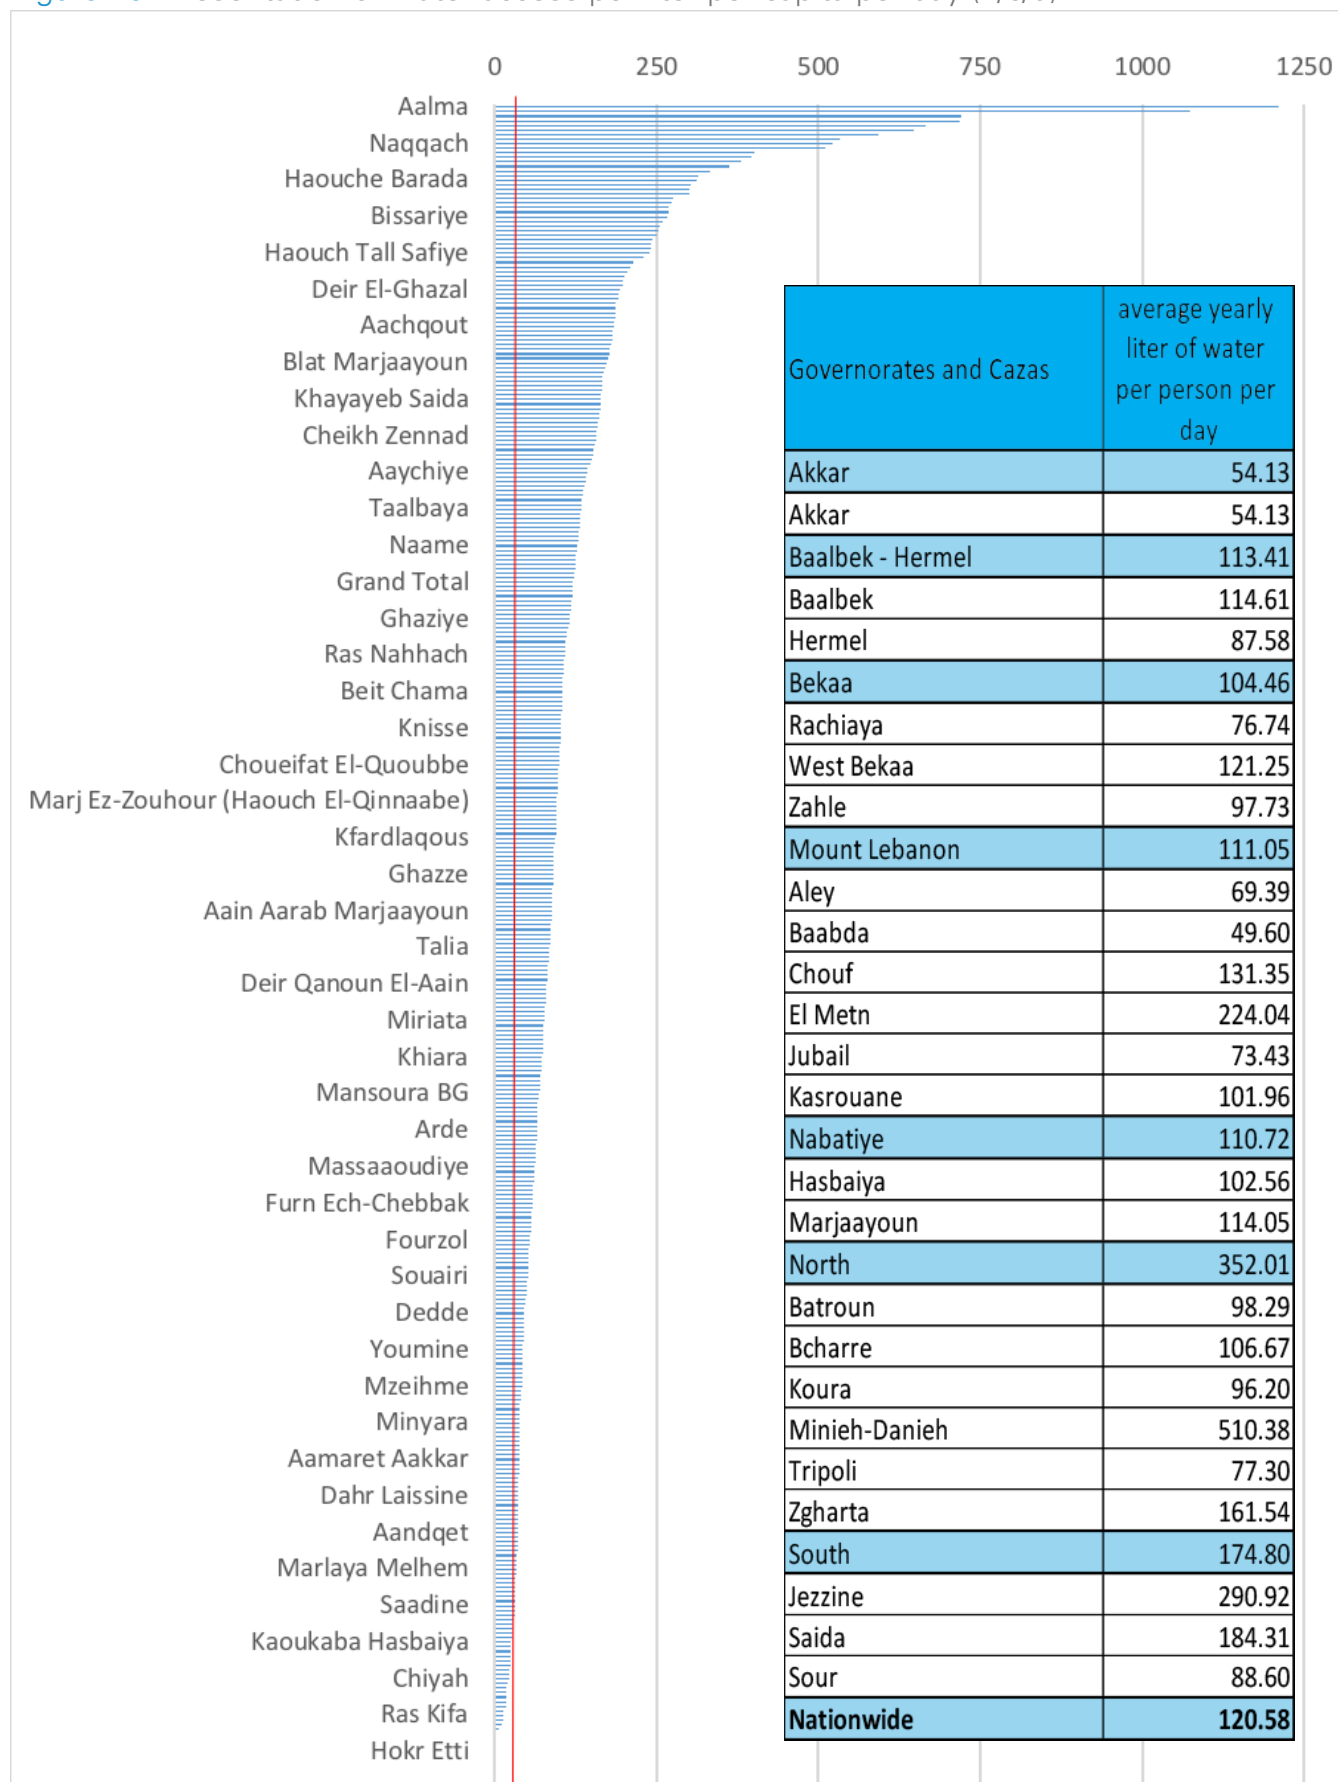 0 250 500 750 1000 1250
Aalma
Naqqach
Haouche Barada
Bissariye
Haouch Tall Safiye
Deir El-Ghazal
Aachqout
Blat Marjaayoun
Khayayeb Saida
Cheikh Zennad
Aaychiye
Taalbaya
Naame
Grand Total
Ghaziye
Ras Nahhach
Beit Chama
Knisse
Choueifat El-Quoubbe
Marj Ez-Zouhour (Haouch El-Qinnaabe)
Kfardlaqous
Ghazze
Aain Aarab Marjaayoun
Talia
Deir Qanoun El-Aain
Miriata
Khiara
Mansoura BG
Arde
Massaaoudiye
Furn Ech-Chebbak
Fourzol
Souairi
Dedde
Youmine
Mzeihme
Minyara
Aamaret Aakkar
Dahr Laissine
Aandqet
Marlaya Melhem
Saadine
Kaoukaba Hasbaiya
Chiyah
Ras Kifa
Hokr Etti
Governorates and Cazas
average yearly
liter of water
per person per
day
Akkar 54.13
Akkar 54.13
Baalbek - Hermel 113.41
Baalbek 114.61
Hermel 87.58
Bekaa 104.46
Rachiaya 76.74
West Bekaa 121.25
Zahle 97.73
Mount Lebanon 111.05
Aley 69.39
Baabda 49.60
Chouf 131.35
El Metn 224.04
Jubail 73.43
Kasrouane 101.96
Nabatiye 110.72
Hasbaiya 102.56
Marjaayoun 114.05
North 352.01
Batroun 98.29
Bcharre 106.67
Koura 96.20
Minieh-Danieh 510.38
Tripoli 77.30
Zgharta 161.54
South 174.80
Jezzine 290.92
Saida 184.31
Sour 88.60
Nationwide 120.58